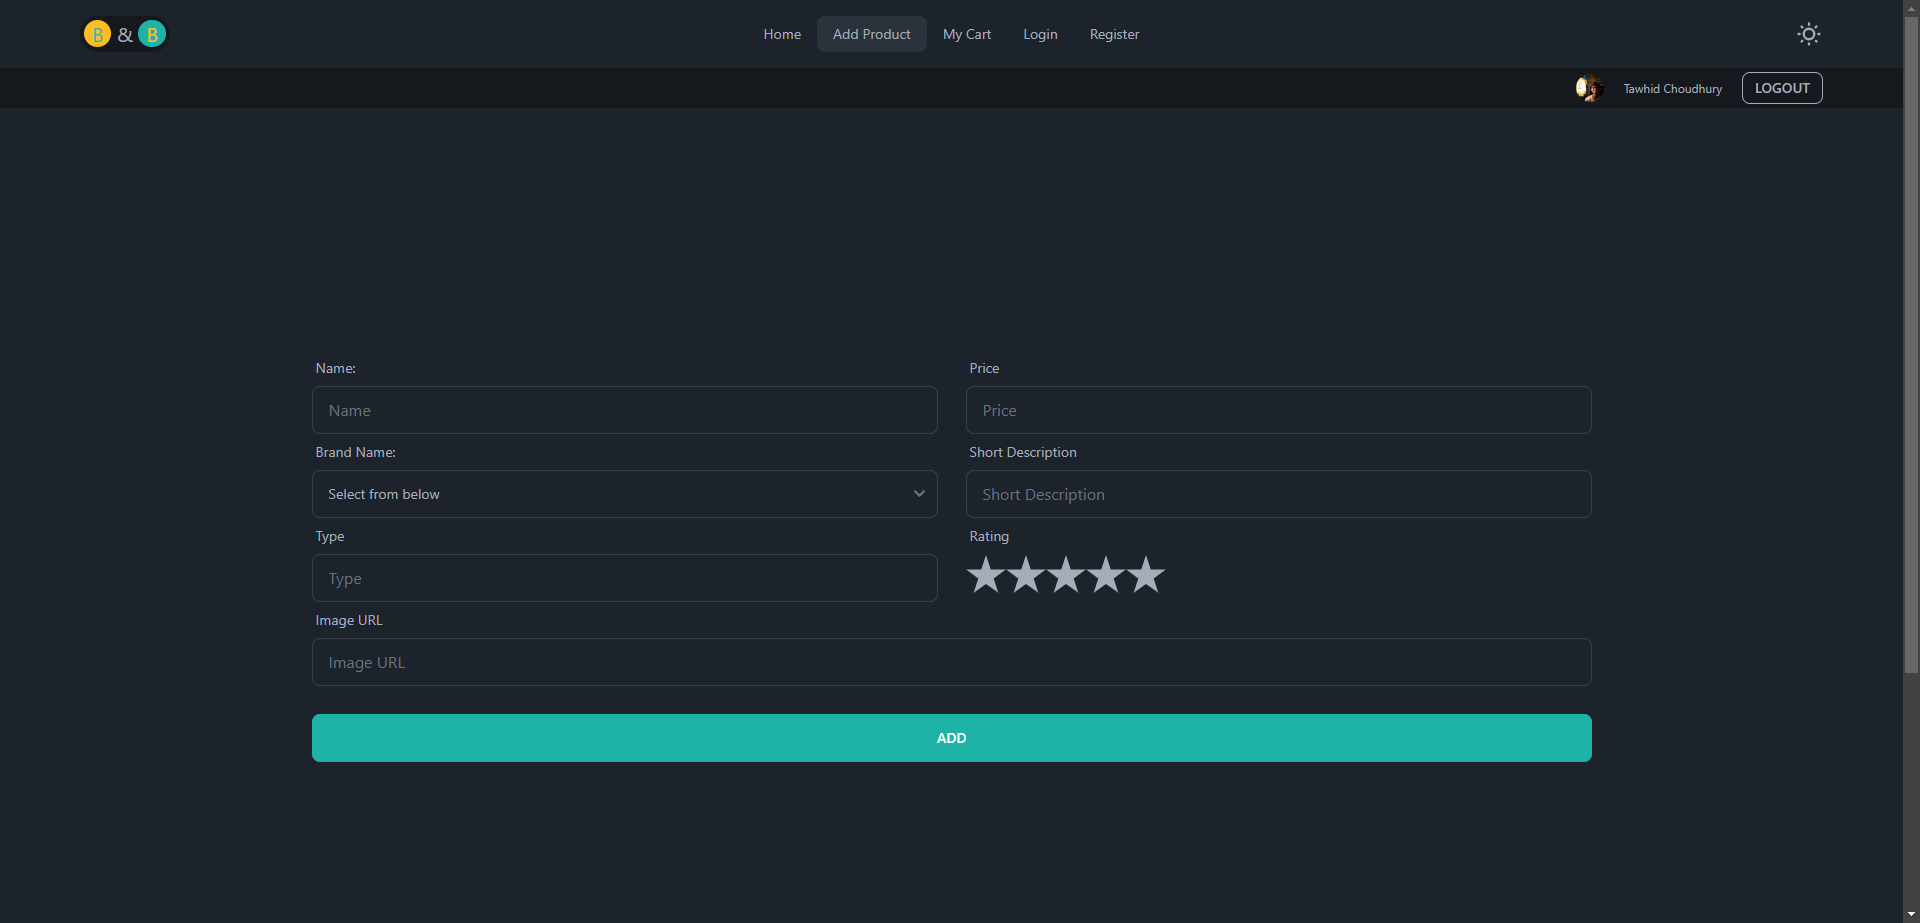 B & B
Home Add Product My Cart Login Register
Tawhid Choudhury LOGOUT
Name: Price
Name Price
Brand Name: Short Description
Select from below Short Description
Type Rating
Type
Image URL
Image URL
ADD